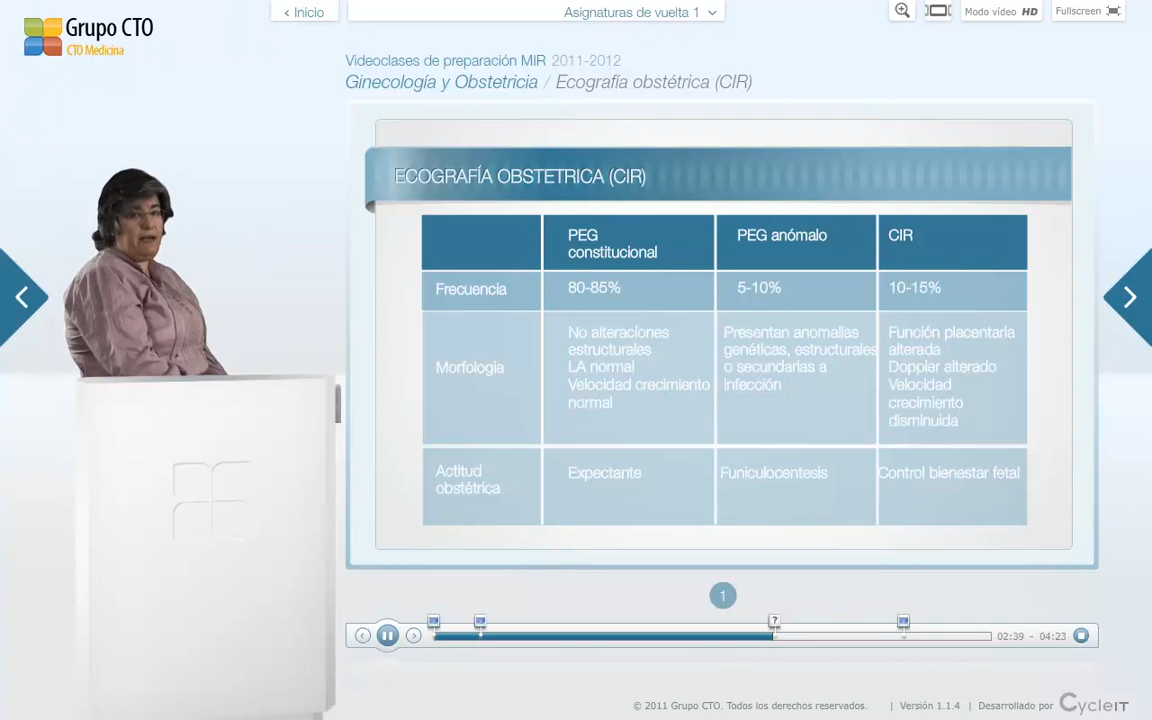 Grupo CTO
CTO Medicina
‹ Inicio
Asignaturas de vuelta 1
Modo vídeo HD
Fullscreen
Videoclases de preparación MIR 2011-2012
Ginecología y Obstetricia / Ecografía obstétrica (CIR)
ECOGRAFÍA OBSTETRICA (CIR)
PEG
constitucional
PEG anómalo
CIR
Frecuencia
80-85%
5-10%
10-15%
Morfologia
No alteraciones
estructurales
LA normal
Velocidad crecimiento
normal
Presentan anomalías
genéticas, estructurales
o secundarias a
infección
Función placentaria
alterada
Doppler alterado
Velocidad
crecimiento
disminuida
Actitud
obstétrica
Expectante
Funiculocentesis
Control bienestar fetal
1
?
02:39 - 04:23
© 2011 Grupo CTO. Todos los derechos reservados. | Versión 1.1.4 | Desarrollado por CycleIT